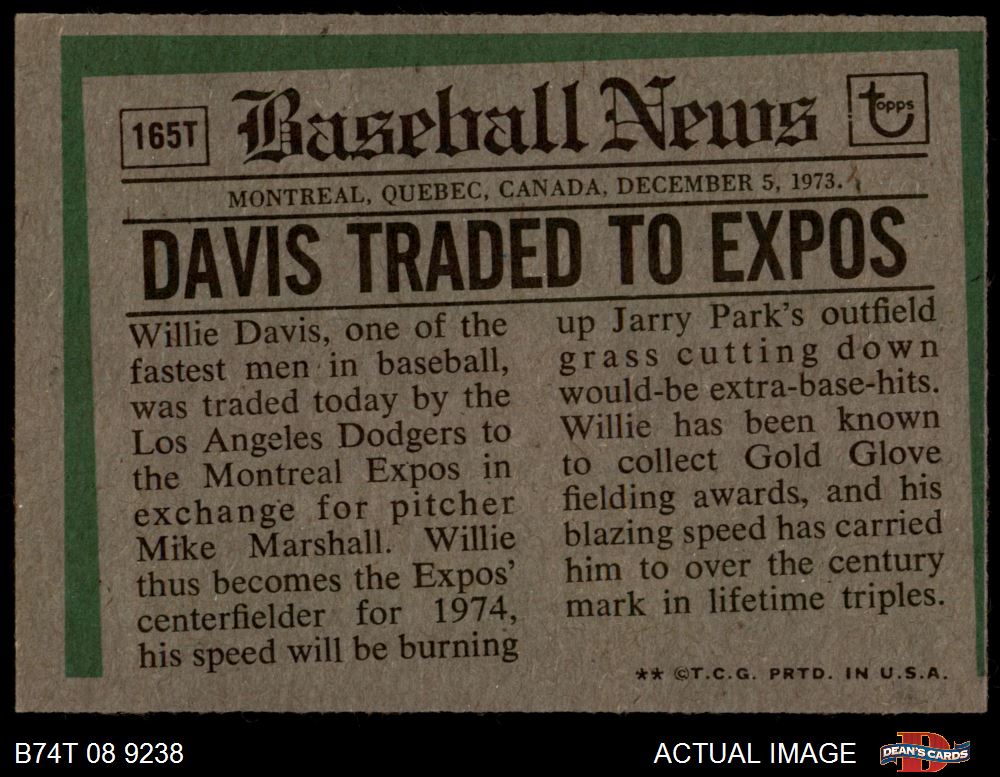 165T
Baseball News
topps
MONTREAL, QUEBEC, CANADA, DECEMBER 5, 1973.
DAVIS TRADED TO EXPOS
Willie Davis, one of the
fastest men in baseball,
was traded today by the
Los Angeles Dodgers to
the Montreal Expos in
exchange for pitcher
Mike Marshall. Willie
thus becomes the Expos'
centerfielder for 1974,
his speed will be burning
up Jarry Park's outfield
grass cutting down
would-be extra-base-hits.
Willie has been known
to collect Gold Glove
fielding awards, and his
blazing speed has carried
him to over the century
mark in lifetime triples.
** ©T.C.G. PRTD. IN U.S.A.
B74T 08 9238
ACTUAL IMAGE
DEAN'S CARDS